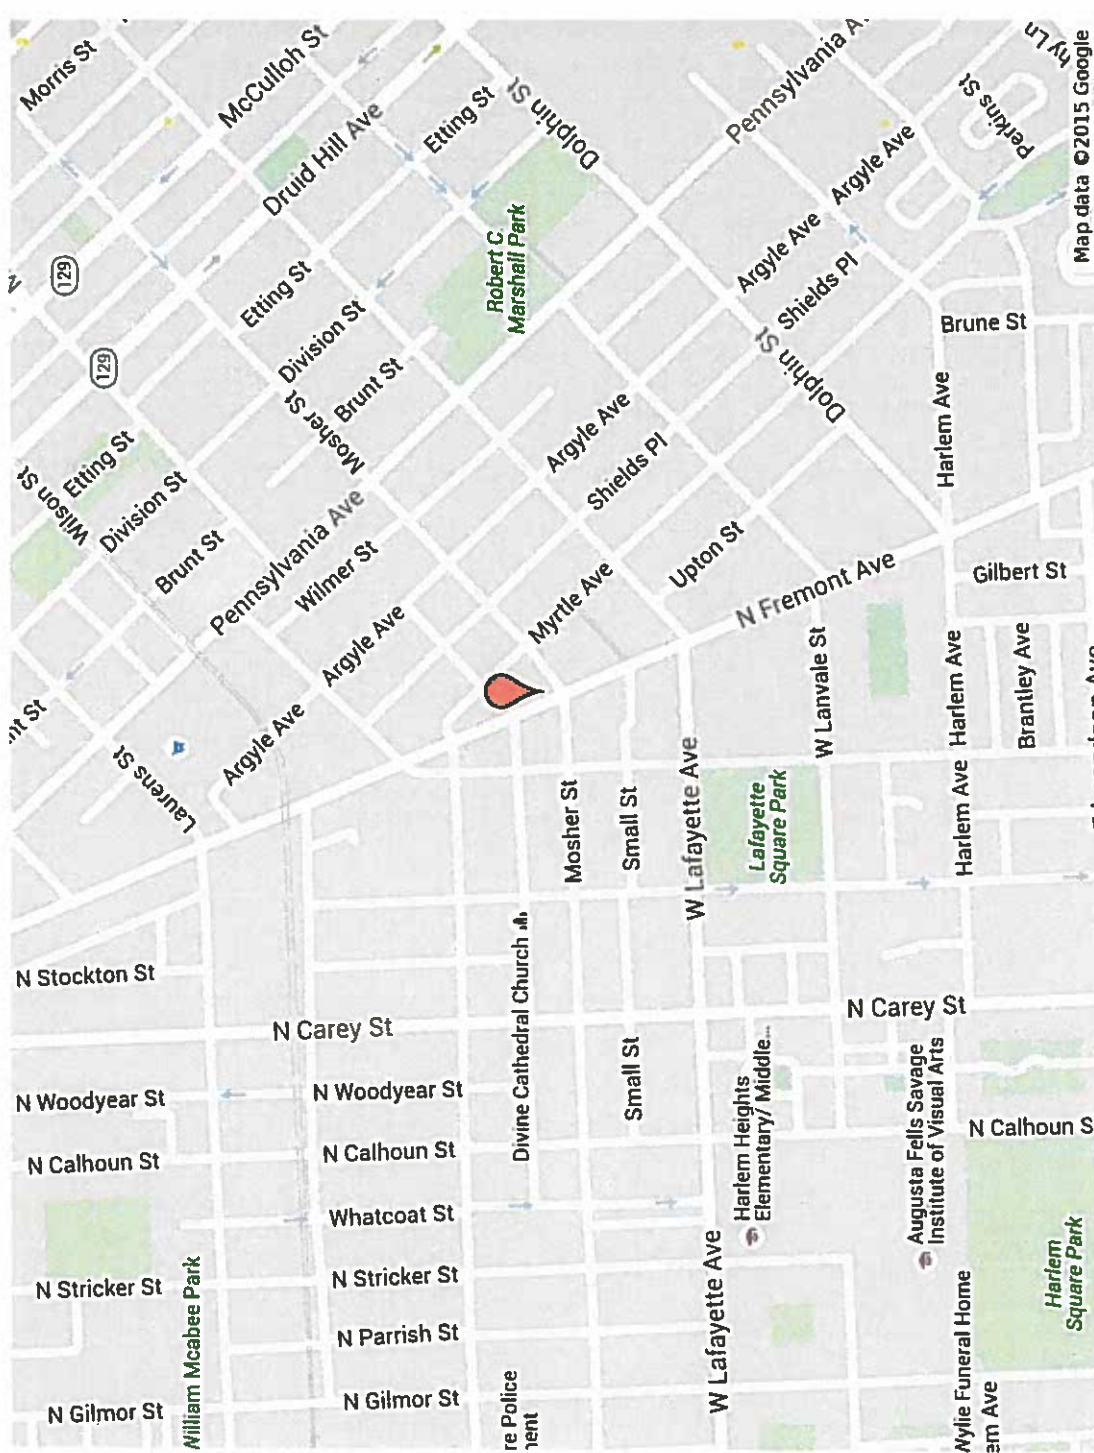 Morris St
McCulloh St
Druid Hill Ave
Etting St
Dolphin St
Pennsylvania A
hy Ln
Perkins St
Map data ©2015 Google
129
129
Robert C
Marshall Park
Argyle Ave
Argyle Ave
Shields Pl
Etting St
Division St
Brunt St
Mosher St
Dolphin St
Brune St
Harlem Ave
Wilson St
Etting St
Division St
Brunt St
Pennsylvania Ave
Wilmer St
Argyle Ave
Shields Pl
Argyle Ave
Myrtle Ave
Upton St
N Fremont Ave
Gilbert St
nt St
Laurens St
Argyle Ave
W Lanvale St
Harlem Ave
Brantley Ave
Mosher St
Small St
W Lafayette Ave
Lafayette
Square Park
Harlem Ave
N Stockton St
Divine Cathedral Church
N Carey St
N Carey St
N Woodyear St
N Woodyear St
Small St
Harlem Heights
Elementary/ Middle...
Augusta Fells Savage
Institute of Visual Arts
N Calhoun S
N Calhoun St
N Calhoun St
Whatcoat St
N Stricker St
N Stricker St
William Mcabee Park
W Lafayette Ave
Harlem
Square Park
N Parrish St
N Gilmor St
N Gilmor St
re Police
nent
Wylie Funeral Home
em Ave